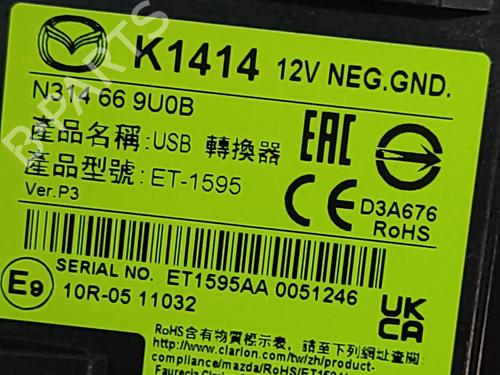 K1414 12V NEG.GND.
N314 66 9U0B
產品名稱:USB 轉換器
產品型號:ET-1595
Ver.P3
EAC
CE
D3A676
RoHS
SERIAL NO. ET1595AA 0051246
E9
10R-05 11032
UK
CA
RoHS含有物質標示表, 請至下列網址查閱:
http://www.clarion.com/tw/zh/product-
compliance/mazda/RoHS/ET1594/
B-PARTS